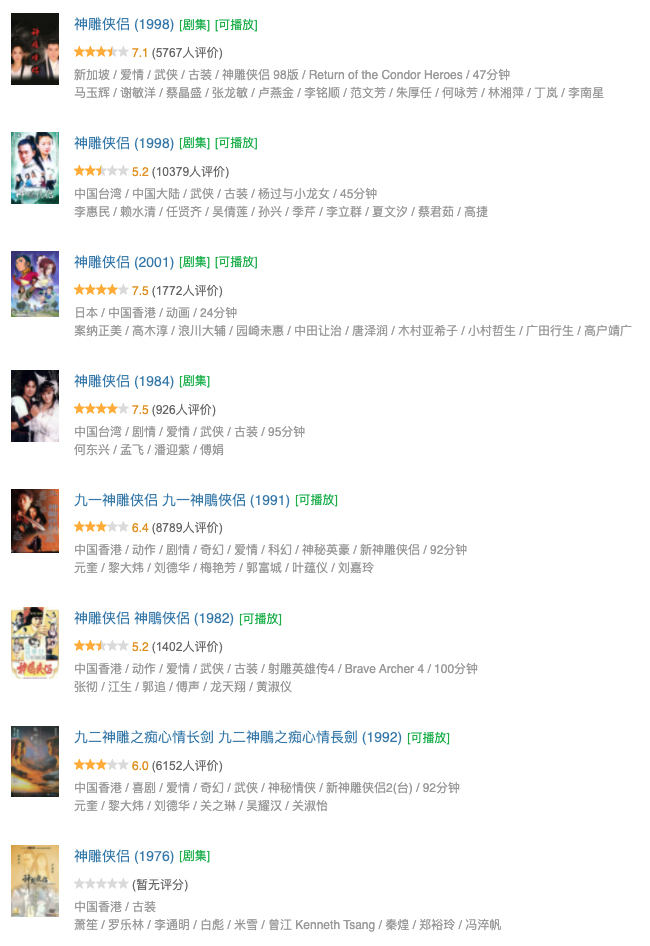 神雕侠侣 (1998) [剧集] [可播放]
7.1 (5767人评价)
新加坡 / 爱情 / 武侠 / 古装 / 神雕侠侣 98版 / Return of the Condor Heroes / 47分钟
马玉辉 / 谢敏洋 / 蔡晶盛 / 张龙敏 / 卢燕金 / 李铭顺 / 范文芳 / 朱厚任 / 何咏芳 / 林湘萍 / 丁岚 / 李南星
神雕侠侣 (1998) [剧集] [可播放]
5.2 (10379人评价)
中国台湾 / 中国大陆 / 武侠 / 古装 / 杨过与小龙女 / 45分钟
李惠民 / 赖水清 / 任贤齐 / 吴倩莲 / 孙兴 / 季芹 / 李立群 / 夏文汐 / 蔡君茹 / 高捷
神雕侠侣 (2001) [剧集] [可播放]
7.5 (1772人评价)
日本 / 中国香港 / 动画 / 24分钟
案纳正美 / 高木淳 / 浪川大辅 / 园崎未惠 / 中田让治 / 唐泽润 / 木村亚希子 / 小村哲生 / 广田行生 / 高户靖广
神雕侠侣 (1984) [剧集]
7.5 (926人评价)
中国台湾 / 剧情 / 爱情 / 武侠 / 古装 / 95分钟
何东兴 / 孟飞 / 潘迎紫 / 傅娟
九一神雕侠侣 九一神鵰俠侶 (1991) [可播放]
6.4 (8789人评价)
中国香港 / 动作 / 剧情 / 奇幻 / 爱情 / 科幻 / 神秘英豪 / 新神雕侠侣 / 92分钟
元奎 / 黎大炜 / 刘德华 / 梅艳芳 / 郭富城 / 叶蕴仪 / 刘嘉玲
神雕侠侣 神鵰俠侶 (1982) [可播放]
5.2 (1402人评价)
中国香港 / 动作 / 爱情 / 武侠 / 古装 / 射雕英雄传4 / Brave Archer 4 / 100分钟
张彻 / 江生 / 郭追 / 傅声 / 龙天翔 / 黄淑仪
九二神雕之痴心情长剑 九二神鵰之痴心情長劍 (1992) [可播放]
6.0 (6152人评价)
中国香港 / 喜剧 / 爱情 / 奇幻 / 武侠 / 神秘情侠 / 新神雕侠侣2(台) / 92分钟
元奎 / 黎大炜 / 刘德华 / 关之琳 / 吴耀汉 / 关淑怡
神雕侠侣 (1976) [剧集]
(暂无评分)
中国香港 / 古装
萧笙 / 罗乐林 / 李通明 / 白彪 / 米雪 / 曾江 Kenneth Tsang / 秦煌 / 郑裕玲 / 冯淬帆